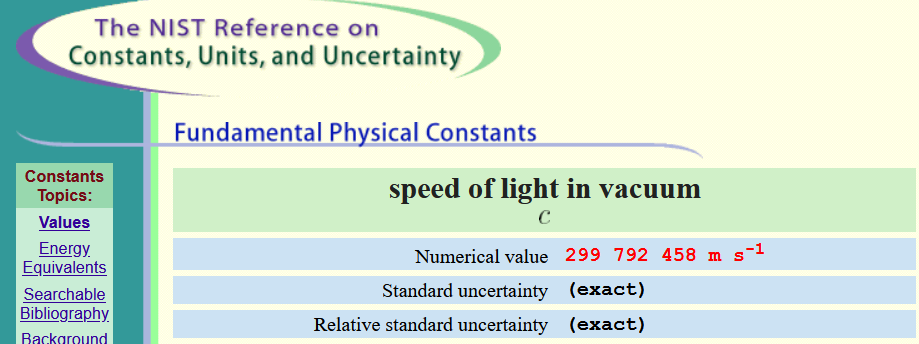 The NIST Reference on
Constants, Units, and Uncertainty
Fundamental Physical Constants
Constants
Topics:
Values
Energy
Equivalents
Searchable
Bibliography
Background
speed of light in vacuum
c
Numerical value 299 792 458 m s⁻¹
Standard uncertainty (exact)
Relative standard uncertainty (exact)